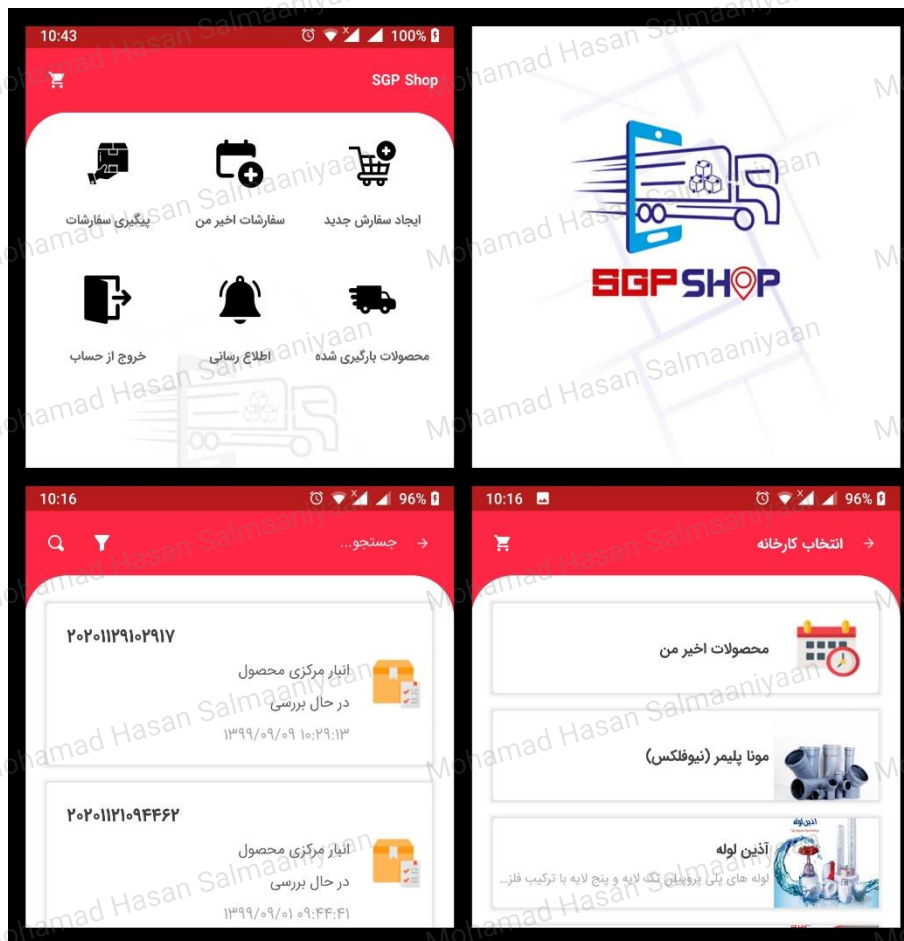 10:43
100%
SGP Shop
ایجاد سفارش جدید
سفارشات اخیر من
پیگیری سفارشات
محصولات بارگیری شده
اطلاع رسانی
خروج از حساب
SGP SHOP
10:16
96%
جستجو...
۲۰۲۰۱۱۲۹۱۰۲۹۱۷
انبار مرکزی محصول
در حال بررسی
۱۳۹۹/۰۹/۰۹ ۱۰:۲۹:۱۳
۲۰۲۰۱۱۲۱۰۹۴۴۶۲
انبار مرکزی محصول
در حال بررسی
۱۳۹۹/۰۹/۰۱ ۰۹:۴۴:۴۱
10:16
96%
انتخاب کارخانه
محصولات اخیر من
مونا پلیمر (نیوفلکس)
آذین لوله
آذین لوله
لوله های پلی پروپیلن تک لایه و پنج لایه با ترکیب فلز...
Mohamad Hasan Salmaaniyaan